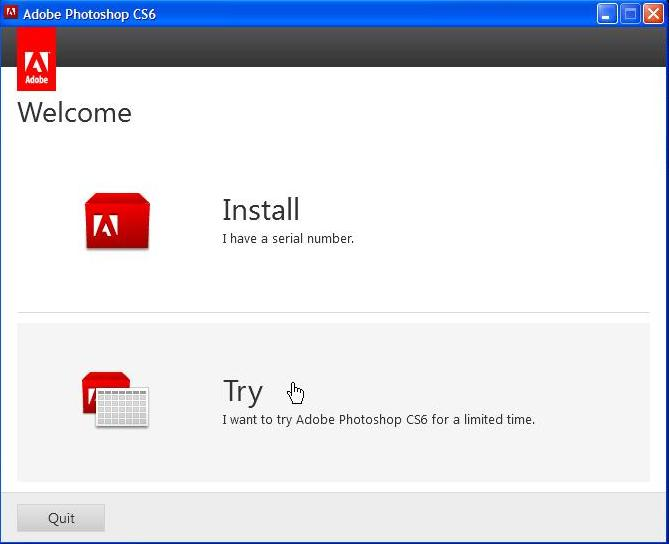 Adobe Photoshop CS6
Adobe
Welcome
Install
I have a serial number.
Try
I want to try Adobe Photoshop CS6 for a limited time.
Quit